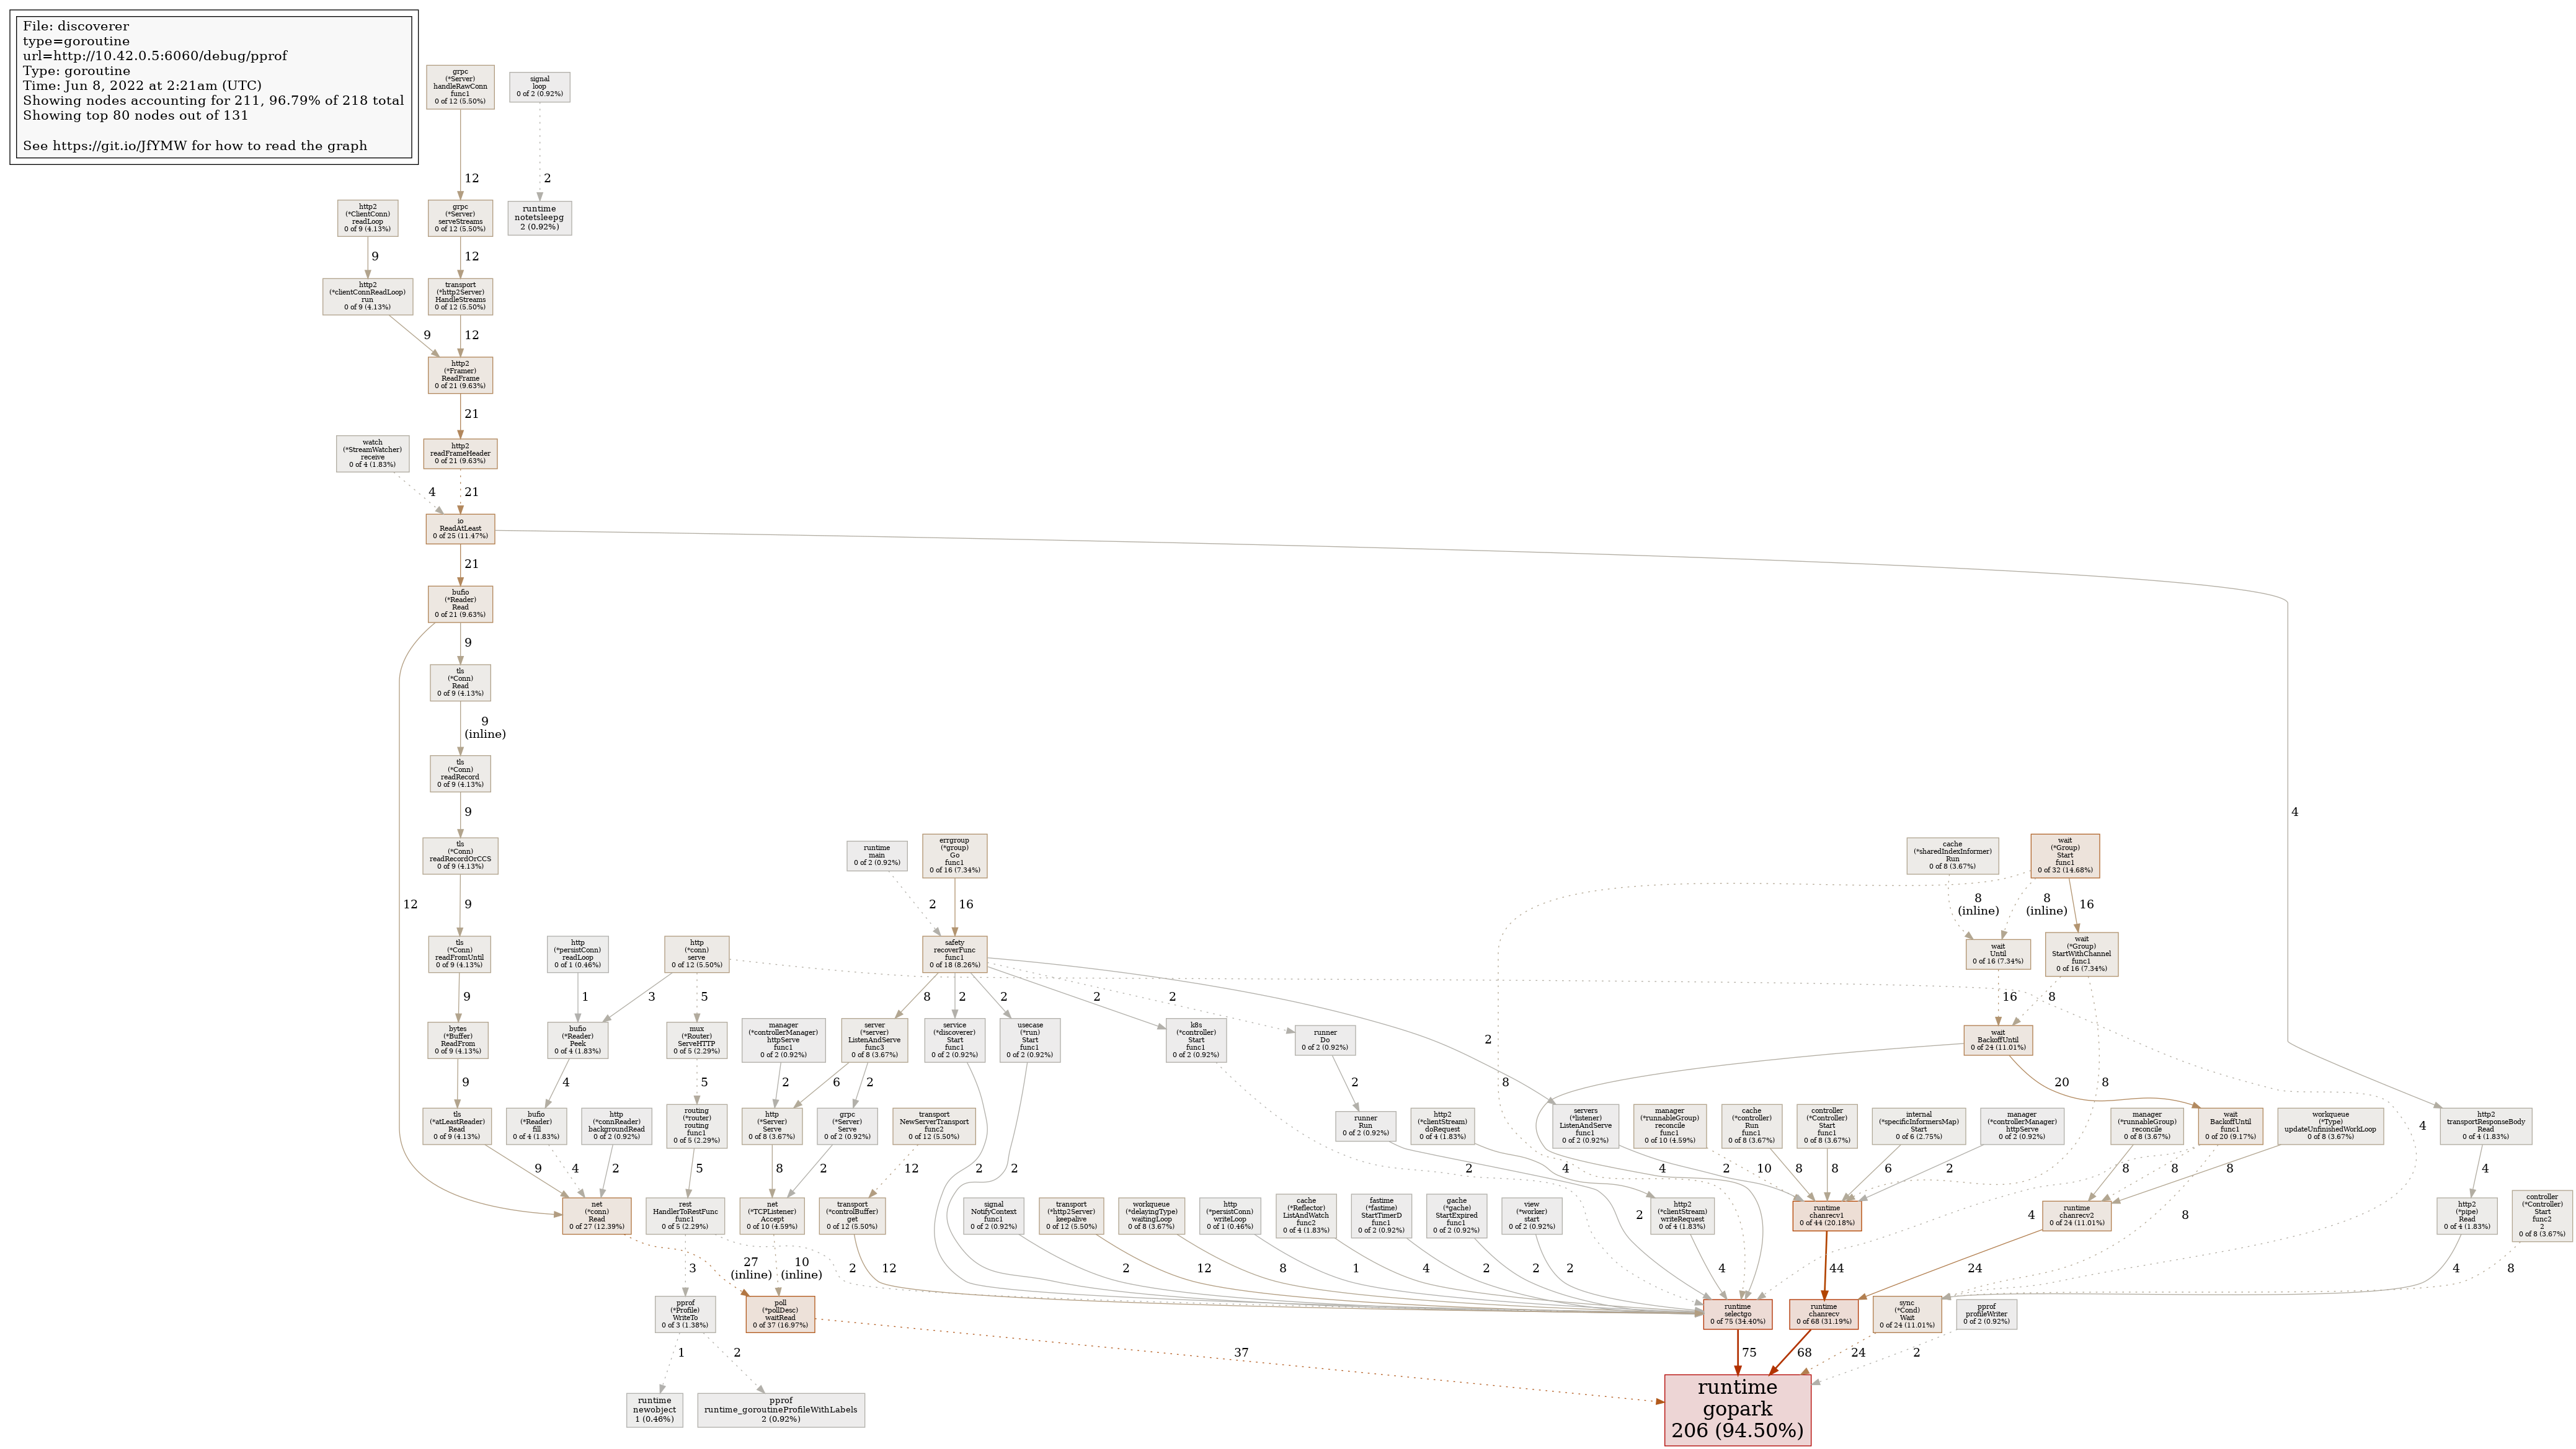 File: discoverer
type=goroutine
url=http://10.42.0.5:6060/debug/pprof
Type: goroutine
Time: Jun 8, 2022 at 2:21am (UTC)
Showing nodes accounting for 211, 96.79% of 218 total
Showing top 80 nodes out of 131
See https://git.io/JfYMW for how to read the graph
grpc
(*Server)
handleRawConn
func1
0 of 12 (5.50%)
signal
loop
0 of 2 (0.92%)
12
2
http2
(*ClientConn)
readLoop
0 of 9 (4.13%)
grpc
(*Server)
serveStreams
0 of 12 (5.50%)
runtime
notetsleepg
2 (0.92%)
9
12
http2
(*clientConnReadLoop)
run
0 of 9 (4.13%)
transport
(*http2Server)
HandleStreams
0 of 12 (5.50%)
9
12
http2
(*Framer)
ReadFrame
0 of 21 (9.63%)
21
watch
(*StreamWatcher)
receive
0 of 4 (1.83%)
http2
readFrameHeader
0 of 21 (9.63%)
4
21
io
ReadAtLeast
0 of 25 (11.47%)
21
4
bufio
(*Reader)
Read
0 of 21 (9.63%)
12
9
tls
(*Conn)
Read
0 of 9 (4.13%)
9
(inline)
tls
(*Conn)
readRecord
0 of 9 (4.13%)
9
tls
(*Conn)
readRecordOrCCS
0 of 9 (4.13%)
9
runtime
main
0 of 2 (0.92%)
errgroup
(*group)
Go
func1
0 of 16 (7.34%)
cache
(*sharedIndexInformer)
Run
0 of 8 (3.67%)
wait
(*Group)
Start
func1
0 of 32 (14.68%)
2
16
8
(inline)
8
(inline)
16
8
tls
(*Conn)
readFromUntil
0 of 9 (4.13%)
http
(*persistConn)
readLoop
0 of 1 (0.46%)
http
(*conn)
serve
0 of 12 (5.50%)
safety
recoverFunc
func1
0 of 18 (8.26%)
wait
Until
0 of 16 (7.34%)
wait
(*Group)
StartWithChannel
func1
0 of 16 (7.34%)
9
1
3
5
4
8
2
2
2
2
2
16
8
8
bytes
(*Buffer)
ReadFrom
0 of 9 (4.13%)
bufio
(*Reader)
Peek
0 of 4 (1.83%)
mux
(*Router)
ServeHTTP
0 of 5 (2.29%)
manager
(*controllerManager)
httpServe
func1
0 of 2 (0.92%)
server
(*server)
ListenAndServe
func3
0 of 8 (3.67%)
service
(*discoverer)
Start
func1
0 of 2 (0.92%)
usecase
(*run)
Start
func1
0 of 2 (0.92%)
k8s
(*controller)
Start
func1
0 of 2 (0.92%)
runner
Do
0 of 2 (0.92%)
wait
BackoffUntil
0 of 24 (11.01%)
9
4
5
2
6
2
2
2
2
2
4
20
tls
(*atLeastReader)
Read
0 of 9 (4.13%)
bufio
(*Reader)
fill
0 of 4 (1.83%)
http
(*connReader)
backgroundRead
0 of 2 (0.92%)
routing
(*router)
routing
func1
0 of 5 (2.29%)
http
(*Server)
Serve
0 of 8 (3.67%)
grpc
(*Server)
Serve
0 of 2 (0.92%)
transport
NewServerTransport
func2
0 of 12 (5.50%)
runner
Run
0 of 2 (0.92%)
http2
(*clientStream)
doRequest
0 of 4 (1.83%)
servers
(*listener)
ListenAndServe
func1
0 of 2 (0.92%)
manager
(*runnableGroup)
reconcile
func1
0 of 10 (4.59%)
cache
(*controller)
Run
func1
0 of 8 (3.67%)
controller
(*Controller)
Start
func1
0 of 8 (3.67%)
internal
(*specificInformersMap)
Start
0 of 6 (2.75%)
manager
(*controllerManager)
httpServe
0 of 2 (0.92%)
manager
(*runnableGroup)
reconcile
0 of 8 (3.67%)
wait
BackoffUntil
func1
0 of 20 (9.17%)
workqueue
(*Type)
updateUnfinishedWorkLoop
0 of 8 (3.67%)
http2
transportResponseBody
Read
0 of 4 (1.83%)
9
4
2
5
8
2
12
2
4
2
10
8
8
6
2
8
8
4
8
8
4
net
(*conn)
Read
0 of 27 (12.39%)
rest
HandlerToRestFunc
func1
0 of 5 (2.29%)
net
(*TCPListener)
Accept
0 of 10 (4.59%)
transport
(*controlBuffer)
get
0 of 12 (5.50%)
signal
NotifyContext
func1
0 of 2 (0.92%)
transport
(*http2Server)
keepalive
0 of 12 (5.50%)
workqueue
(*delayingType)
waitingLoop
0 of 8 (3.67%)
http
(*persistConn)
writeLoop
0 of 1 (0.46%)
cache
(*Reflector)
ListAndWatch
func2
0 of 4 (1.83%)
fastime
(*fastime)
StartTimerD
func1
0 of 2 (0.92%)
gache
(*gache)
StartExpired
func1
0 of 2 (0.92%)
view
(*worker)
start
0 of 2 (0.92%)
http2
(*clientStream)
writeRequest
0 of 4 (1.83%)
runtime
chanrecv1
0 of 44 (20.18%)
runtime
chanrecv2
0 of 24 (11.01%)
http2
(*pipe)
Read
0 of 4 (1.83%)
controller
(*Controller)
Start
func2
2
0 of 8 (3.67%)
27
(inline)
3
2
10
(inline)
12
2
12
8
1
4
2
2
2
4
44
24
4
8
pprof
(*Profile)
WriteTo
0 of 3 (1.38%)
poll
(*pollDesc)
waitRead
0 of 37 (16.97%)
runtime
selectgo
0 of 75 (34.40%)
runtime
chanrecv
0 of 68 (31.19%)
sync
(*Cond)
Wait
0 of 24 (11.01%)
pprof
profileWriter
0 of 2 (0.92%)
1
2
37
75
68
24
2
runtime
newobject
1 (0.46%)
pprof
runtime_goroutineProfileWithLabels
2 (0.92%)
runtime
gopark
206 (94.50%)